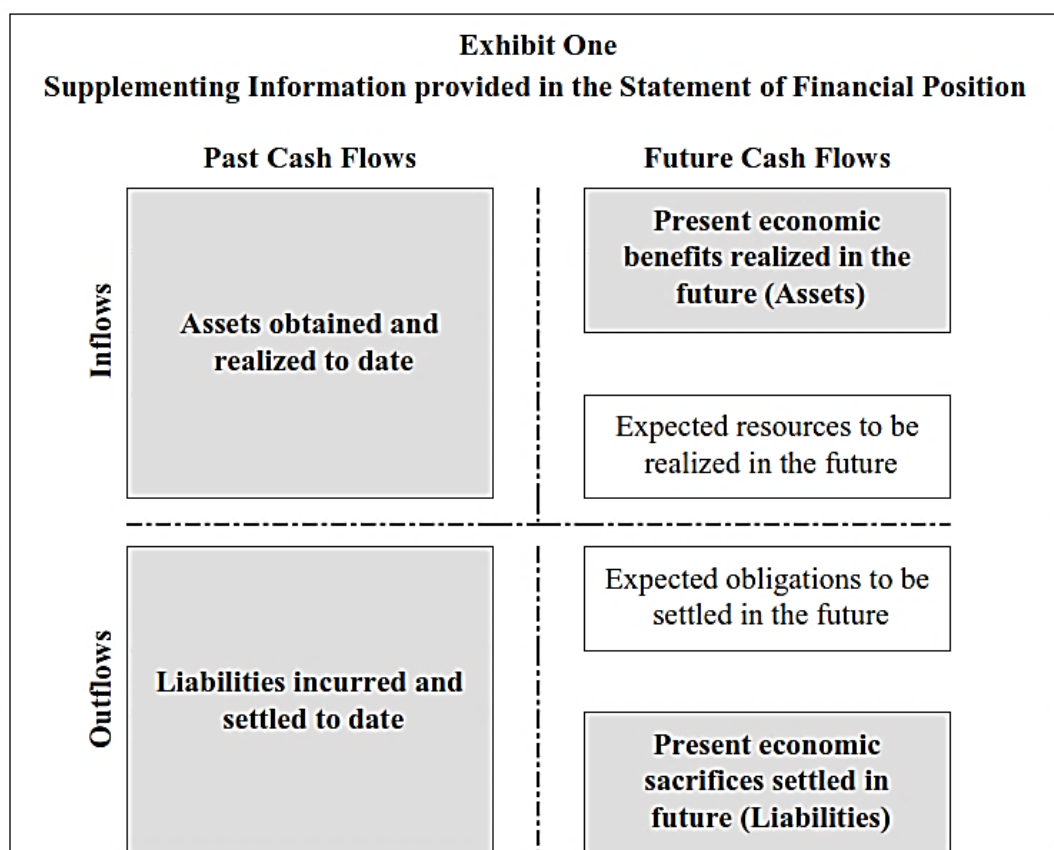 Exhibit One
Supplementing Information provided in the Statement of Financial Position
Past Cash Flows
Future Cash Flows
Inflows
Assets obtained and
realized to date
Present economic
benefits realized in the
future (Assets)
Expected resources to be
realized in the future
Outflows
Liabilities incurred and
settled to date
Expected obligations to be
settled in the future
Present economic
sacrifices settled in
future (Liabilities)